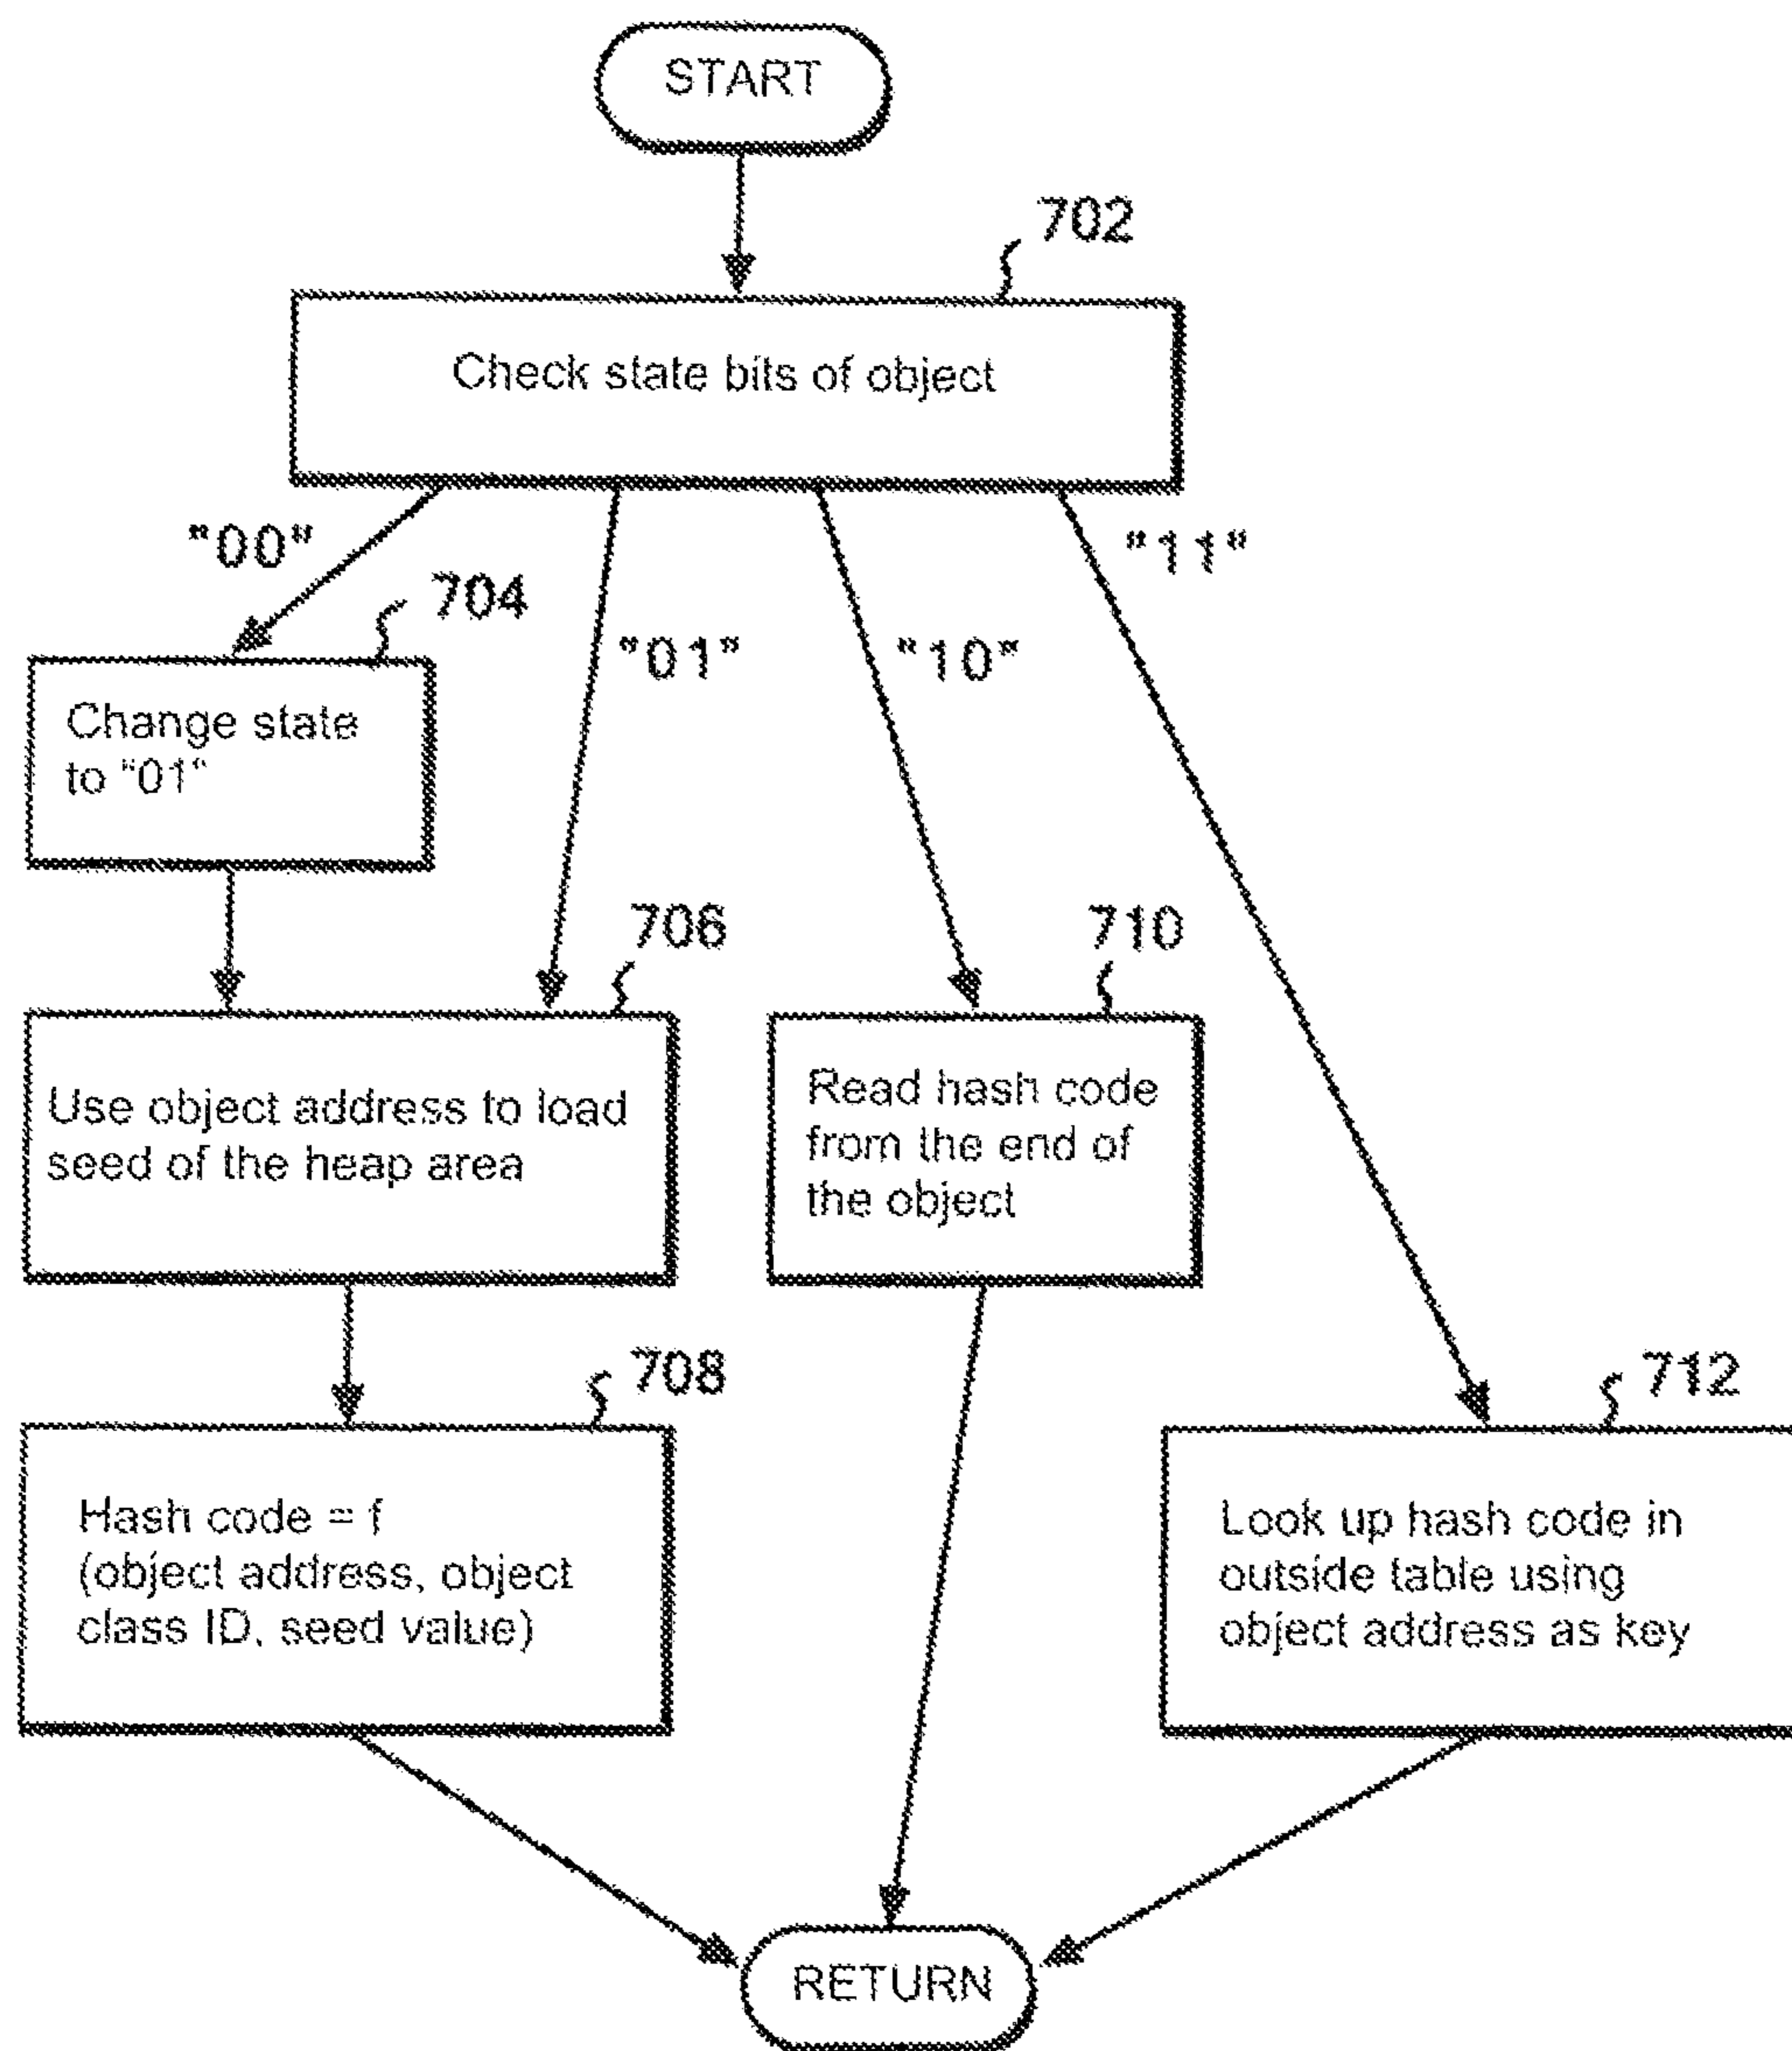 START
702
Check state bits of object
"00"
"11"
704
"01"
"10"
Change state
to "01"
706
710
Use object address to load
seed of the heap area
Read hash code
from the end of
the object
708
712
Hash code = f
(object address, object
class ID, seed value)
Look up hash code in
outside table using
object address as key
RETURN